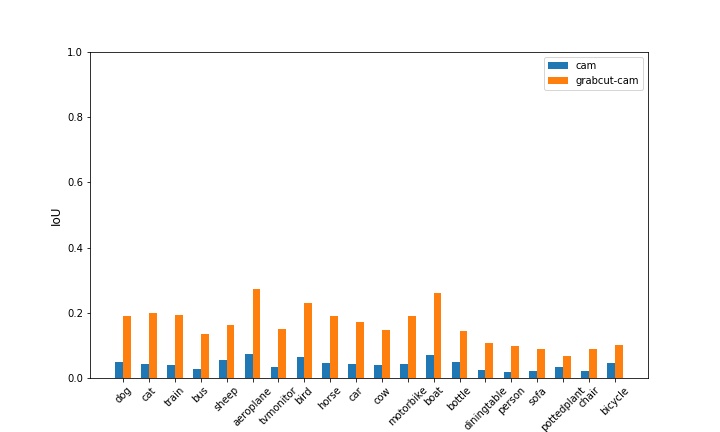 cam
grabcut-cam
1.0
0.8
0.6
0.4
0.2
0.0
IoU
dog
cat
train
bus
sheep
aeroplane
tvmonitor
bird
horse
car
cow
motorbike
boat
bottle
diningtable
person
sofa
pottedplant
chair
bicycle